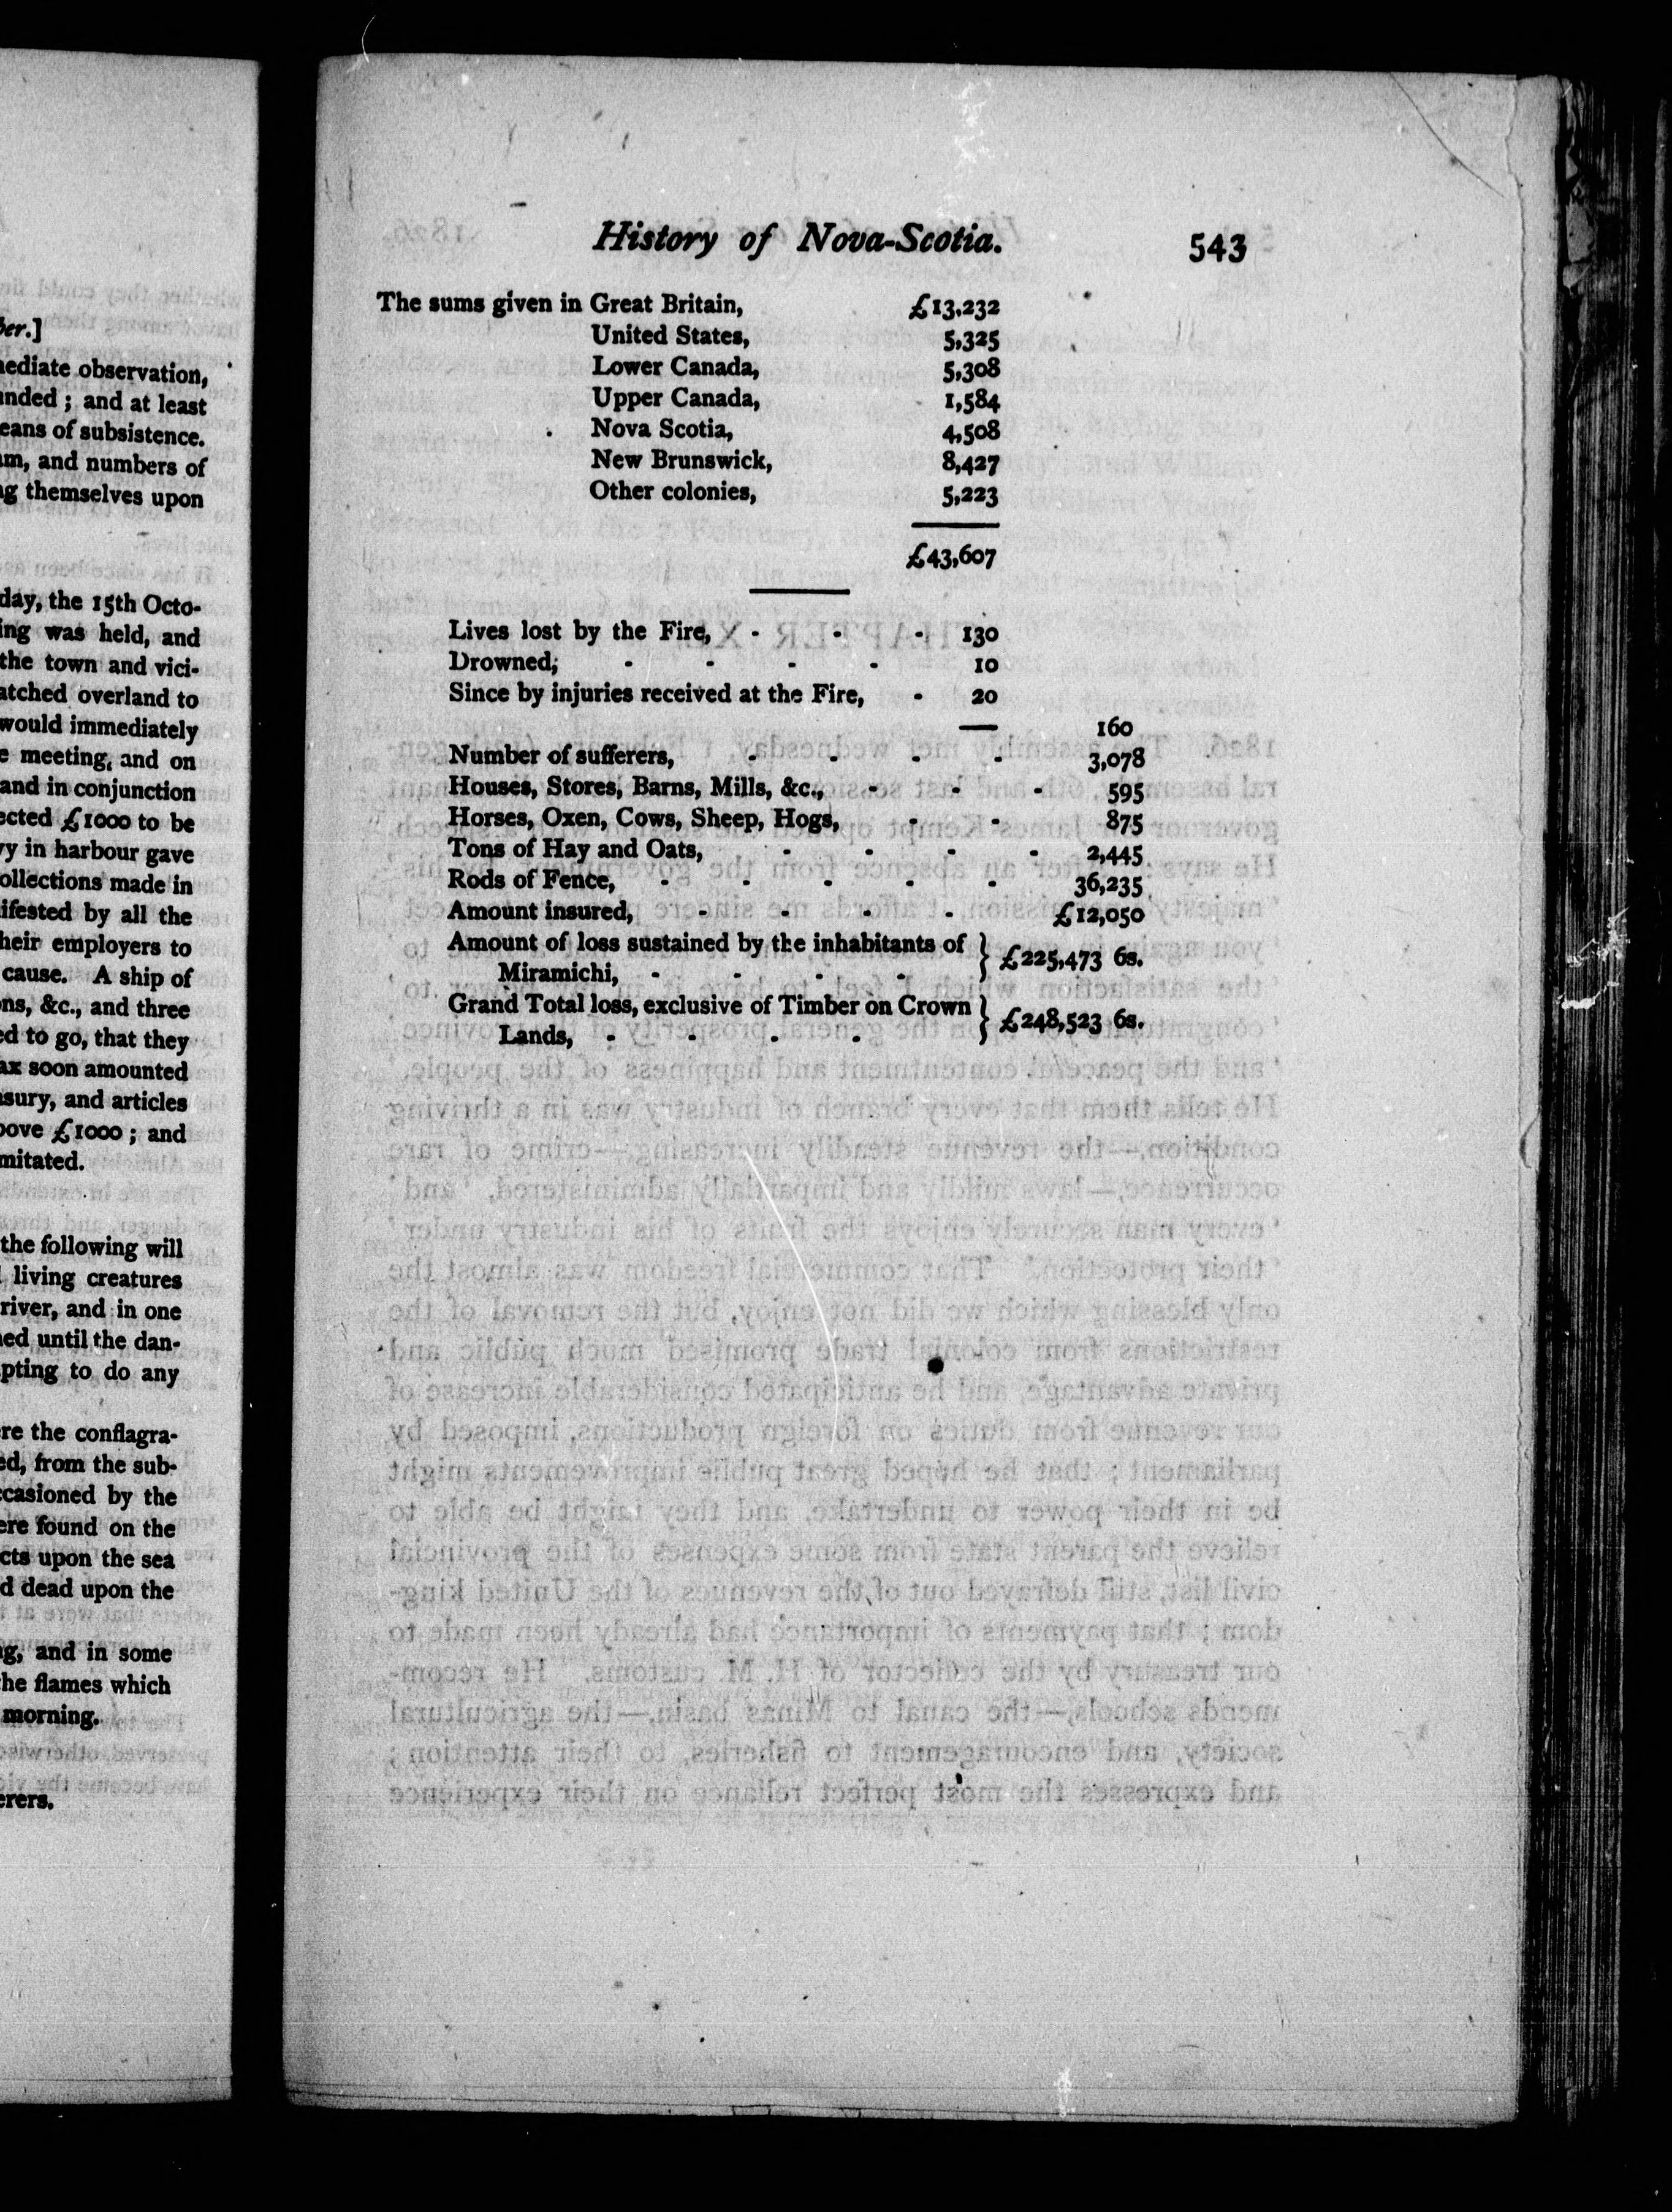 ber.]
mediate observation,
and at least
eans of subsistence.
and numbers of
themselves upon
day, the 15th Octo-
was held, and
the town and vici-
atched overland to
would immediately
meeting, and on
and in conjunction
ected £1000 to be
in harbour gave
ollections made in
ifested by all the
heir employers to
cause. A ship of
ons, &c., and three
ed to go, that they
ax soon amounted
asury, and articles
bove £1000 ; and
mitated.
the following will
living creatures
river, and in one
ned until the dan-
pting to do any
re the conflagra-
ed, from the sub-
ccasioned by the
ere found on the
cts upon the sea
d dead upon the
and in some
the flames which
morning.
erers.
History of Nova-Scotia. 543
The sums given in Great Britain, £13,232
United States, 5,325
Lower Canada, 5,308
Upper Canada, 1,584
Nova Scotia, 4,508
New Brunswick, 8,427
Other colonies, 5,223
£43,607
Lives lost by the Fire, - - - 130
Drowned, - - - - 10
Since by injuries received at the Fire, - 20
160
Number of sufferers, - - - - 3,078
Houses, Stores, Barns, Mills, &c., - - - 595
Horses, Oxen, Cows, Sheep, Hogs, - - 875
Tons of Hay and Oats, - - - - 2,445
Rods of Fence, - - - - - 36,235
Amount insured, - - - - £12,050
Amount of loss sustained by the inhabitants of }
Miramichi, - - - - } £225,473 6s.
Grand Total loss, exclusive of Timber on Crown }
Lands, - - - - } £248,523 6s.